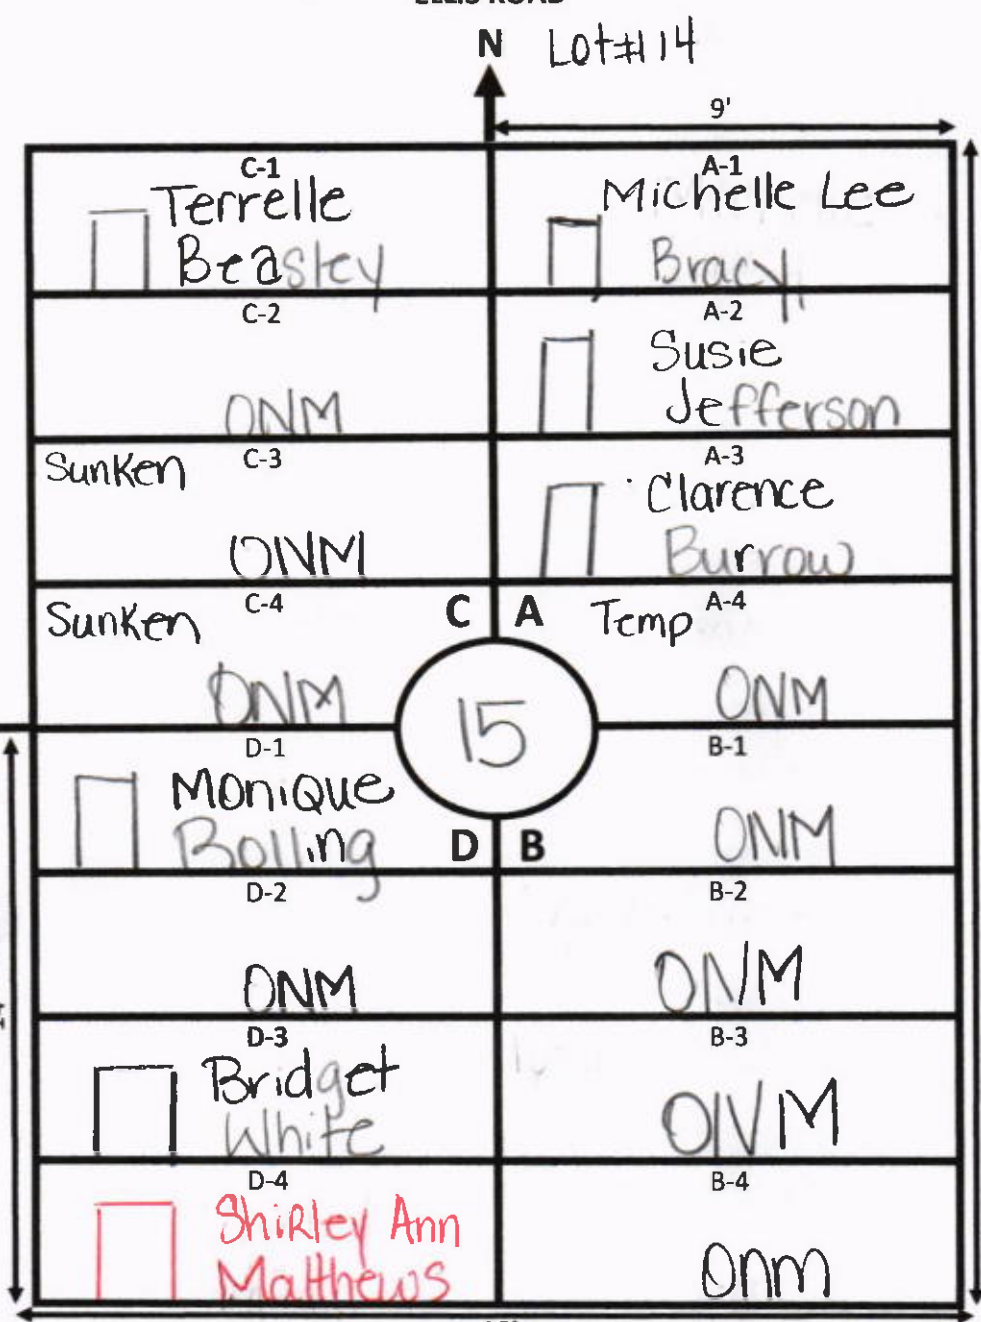 ELLIS ROAD
N Lot#14
9'
C-1
Terrelle
Beasley
A-1
Michelle Lee
Bracy
C-2
ONM
A-2
Susie
Jefferson
Sunken C-3
ONM
A-3
Clarence
Burrow
Sunken C-4
ONM
C A
Temp A-4
ONM
15
D-1
Monique
Bolling
D B
B-1
ONM
D-2
ONM
B-2
ONM
D-3
Bridget
White
B-3
ONM
D-4
Shirley Ann
Matthews
B-4
Onm